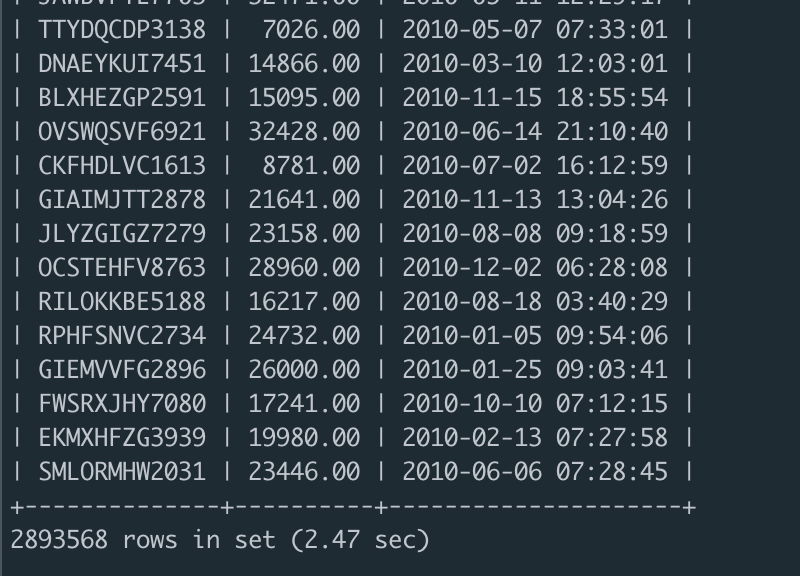 | TTYDQCDP3138 |  7026.00 | 2010-05-07 07:33:01 |
| DNAEYKUI7451 | 14866.00 | 2010-03-10 12:03:01 |
| BLXHEZGP2591 | 15095.00 | 2010-11-15 18:55:54 |
| OVSWQSVF6921 | 32428.00 | 2010-06-14 21:10:40 |
| CKFHDLVC1613 |  8781.00 | 2010-07-02 16:12:59 |
| GIAIMJTT2878 | 21641.00 | 2010-11-13 13:04:26 |
| JLYZGIGZ7279 | 23158.00 | 2010-08-08 09:18:59 |
| OCSTEHFV8763 | 28960.00 | 2010-12-02 06:28:08 |
| RILOKKBE5188 | 16217.00 | 2010-08-18 03:40:29 |
| RPHFSNVC2734 | 24732.00 | 2010-01-05 09:54:06 |
| GIEMVVFG2896 | 26000.00 | 2010-01-25 09:03:41 |
| FWSRXJHY7080 | 17241.00 | 2010-10-10 07:12:15 |
| EKMXHFZG3939 | 19980.00 | 2010-02-13 07:27:58 |
| SMLORMHW2031 | 23446.00 | 2010-06-06 07:28:45 |
+--------------+----------+---------------------+
2893568 rows in set (2.47 sec)